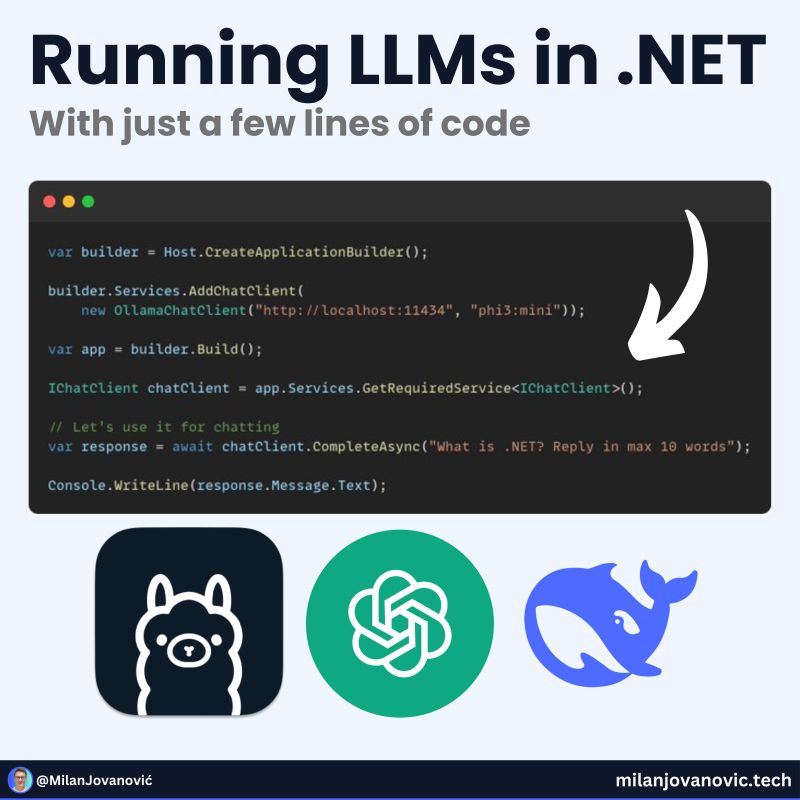 Running LLMs in .NET
With just a few lines of code
var builder = Host.CreateApplicationBuilder();
builder.Services.AddChatClient(
new OllamaChatClient("http://localhost:11434", "phi3:mini"));
var app = builder.Build();
IChatClient chatClient = app.Services.GetRequiredService<IChatClient>();
// Let's use it for chatting
var response = await chatClient.CompleteAsync("What is .NET? Reply in max 10 words");
Console.WriteLine(response.Message.Text);
@MilanJovanović
milanjovanovic.tech